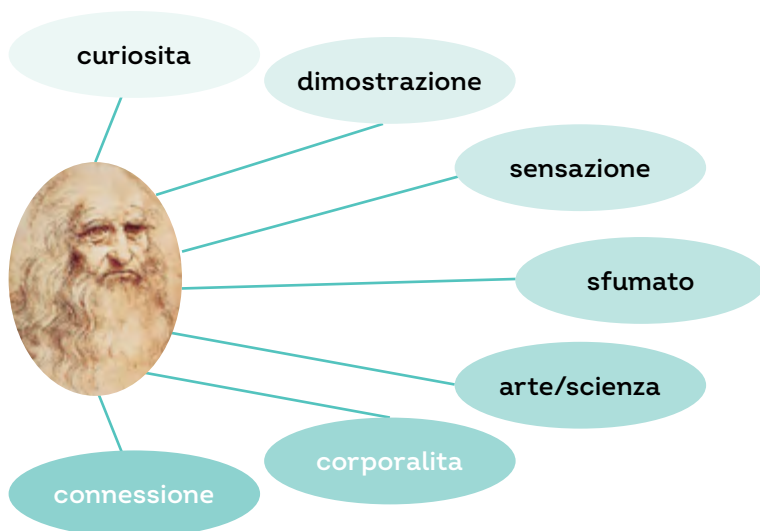 curiosita
dimostrazione
sensazione
sfumato
arte/scienza
corporalita
connessione